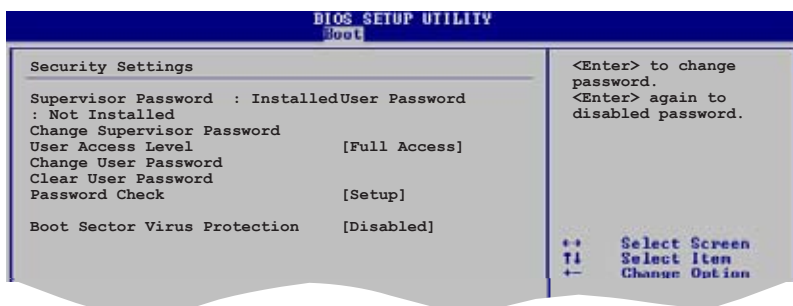 BIOS SETUP UTILITY
Boot
Security Settings
Supervisor Password : InstalledUser Password
: Not Installed
Change Supervisor Password
User Access Level [Full Access]
Change User Password
Clear User Password
Password Check [Setup]
Boot Sector Virus Protection [Disabled]
<Enter> to change
password.
<Enter> again to
disabled password.
↔ Select Screen
↑↓ Select Item
+- Change Option